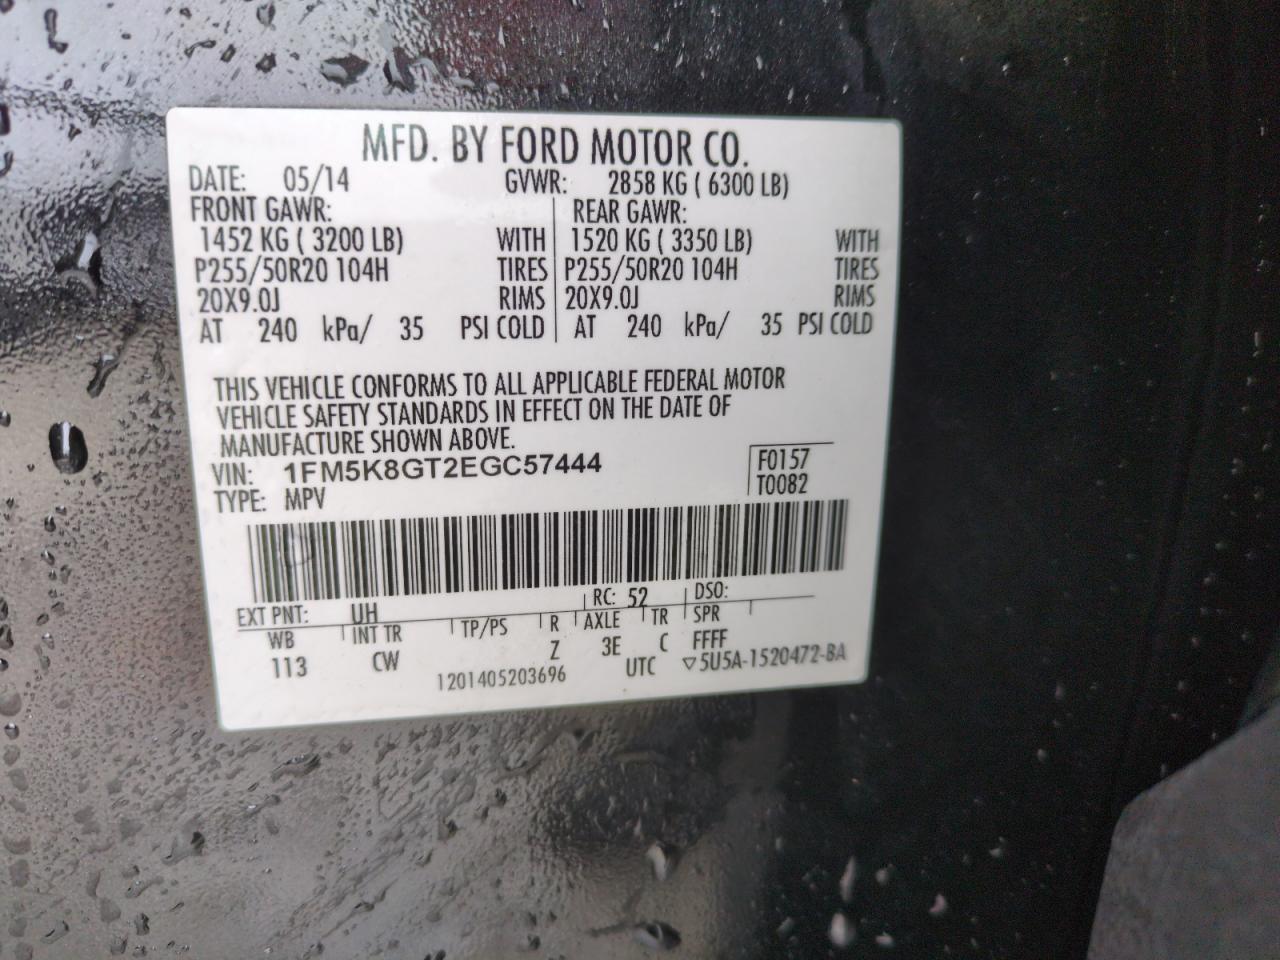 MFD. BY FORD MOTOR CO.
DATE: 05/14 GVWR: 2858 KG ( 6300 LB)
FRONT GAWR: REAR GAWR:
1452 KG ( 3200 LB) WITH 1520 KG ( 3350 LB) WITH
P255/50R20 104H TIRES P255/50R20 104H TIRES
20X9.0J RIMS 20X9.0J RIMS
AT 240 kPa/ 35 PSI COLD AT 240 kPa/ 35 PSI COLD
THIS VEHICLE CONFORMS TO ALL APPLICABLE FEDERAL MOTOR
VEHICLE SAFETY STANDARDS IN EFFECT ON THE DATE OF
MANUFACTURE SHOWN ABOVE.
VIN: 1FM5K8GT2EGC57444 F0157
TYPE: MPV T0082
EXT PNT: UH RC: 52 DSO:
WB INT TR TP/PS R AXLE TR SPR
113 CW Z 3E C FFFF
1201405203696 UTC ▽5U5A-1520472-BA